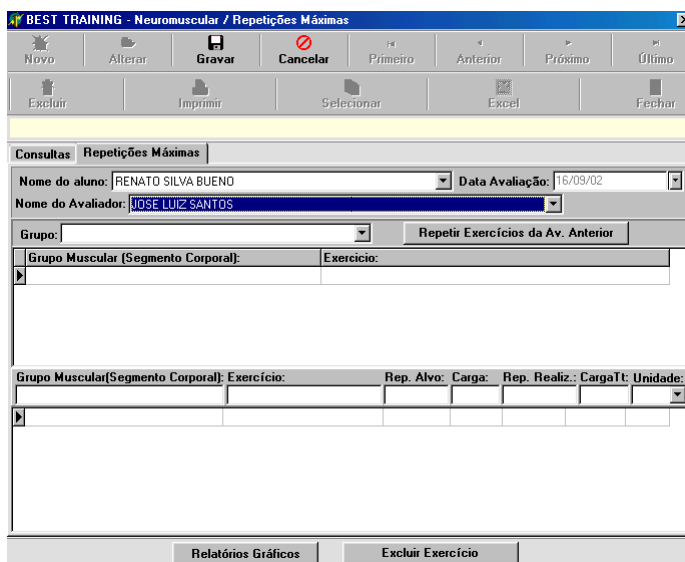 BEST TRAINING - Neuromuscular / Repetições Máximas
Novo Alterar Gravar Cancelar Primeiro Anterior Próximo Último
Excluir Imprimir Selecionar Excel Fechar
Consultas Repetições Máximas
Nome do aluno: RENATO SILVA BUENO Data Avaliação: 16/09/02
Nome do Avaliador: JOSE LUIZ SANTOS
Grupo: Repetir Exercícios da Av. Anterior
Grupo Muscular (Segmento Corporal): Exercicio:
Grupo Muscular(Segmento Corporal): Exercício: Rep. Alvo: Carga: Rep. Realiz.: CargaTt: Unidade:
Relatórios Gráficos Excluir Exercício